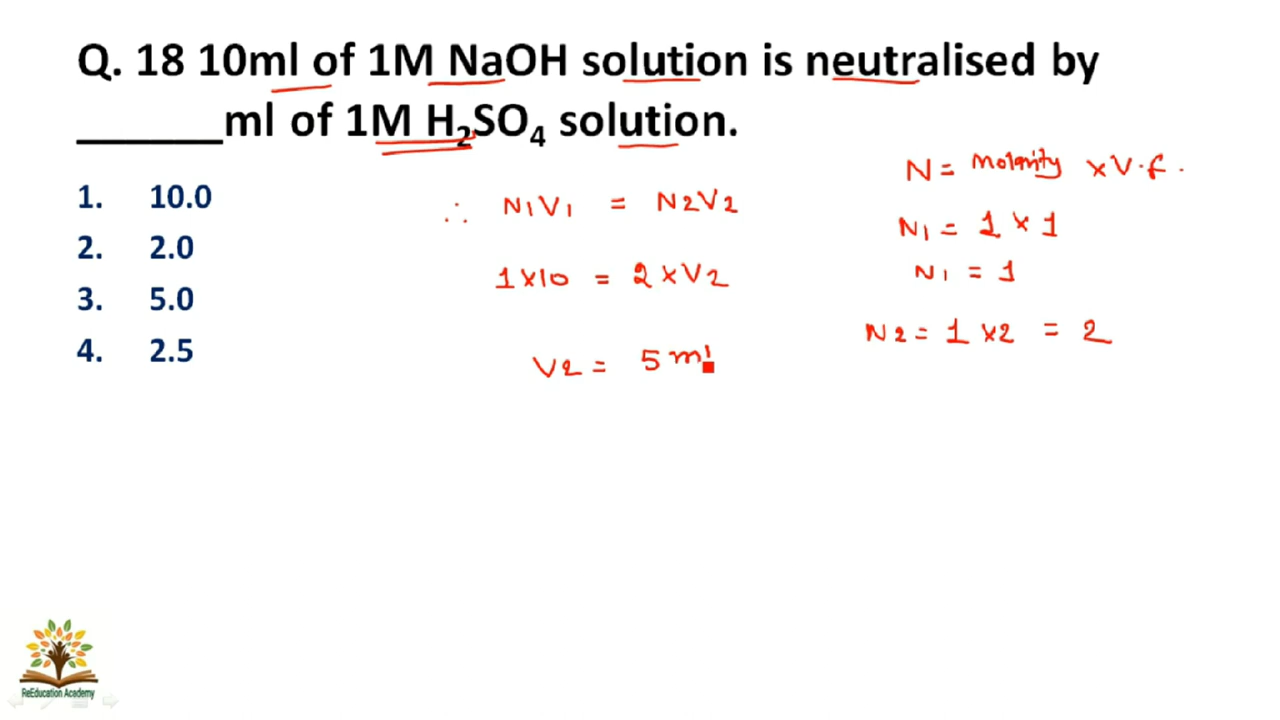 Q. 18 10ml of 1M NaOH solution is neutralised by
______ml of 1M H₂SO₄ solution.
1. 10.0
2. 2.0
3. 5.0
4. 2.5
∴ N1V1 = N2V2
1×10 = 2×V2
V2 = 5 ml
N = Molarity × V.f.
N1 = 1 × 1
N1 = 1
N2 = 1 ×2 = 2
ReEducation Academy